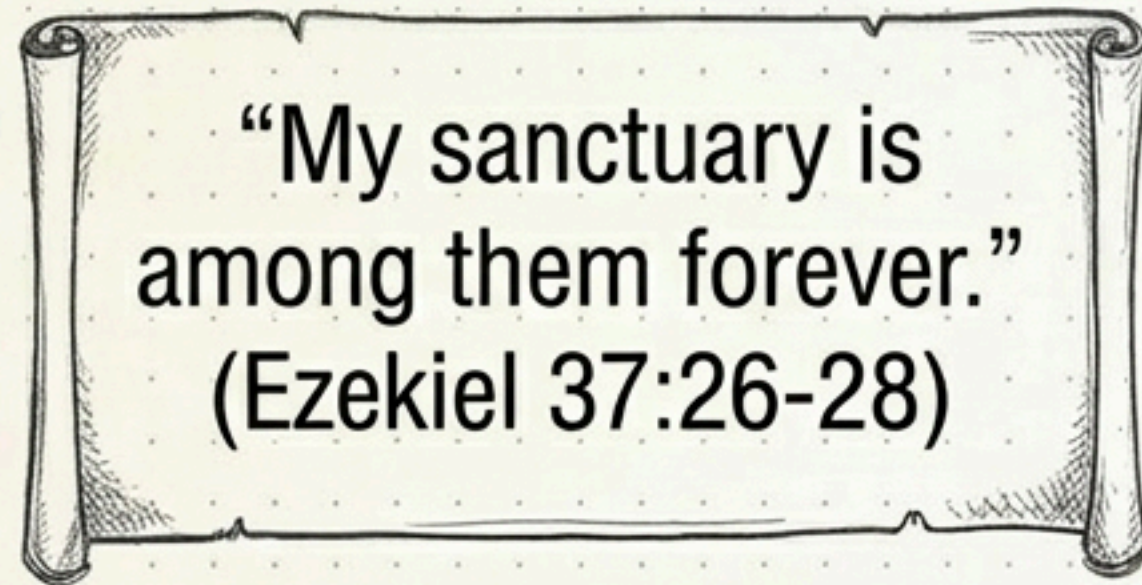 “My sanctuary is
among them forever.”
(Ezekiel 37:26-28)